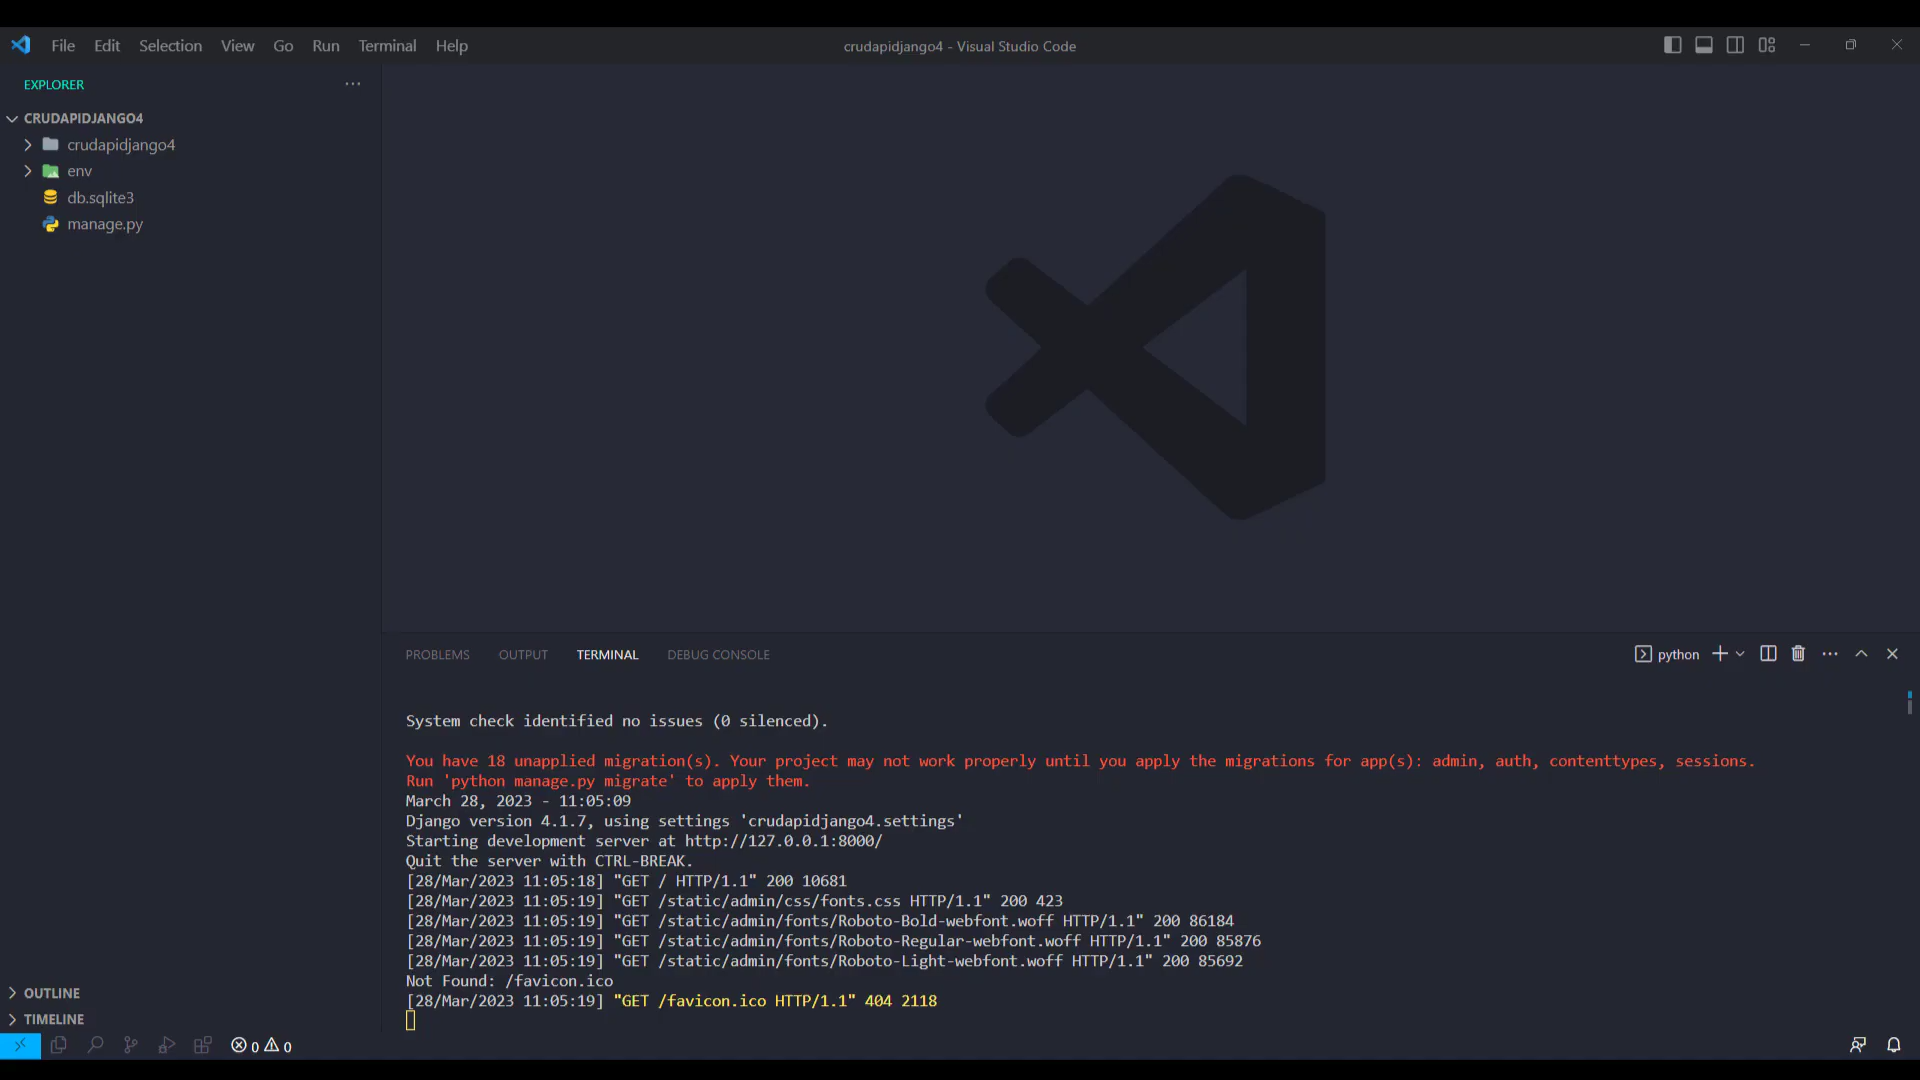 File Edit Selection View Go Run Terminal Help
crudapidjango4 - Visual Studio Code
EXPLORER
CRUDAPIDJANGO4
crudapidjango4
env
db.sqlite3
manage.py
PROBLEMS OUTPUT TERMINAL DEBUG CONSOLE
python
System check identified no issues (0 silenced).
You have 18 unapplied migration(s). Your project may not work properly until you apply the migrations for app(s): admin, auth, contenttypes, sessions.
Run 'python manage.py migrate' to apply them.
March 28, 2023 - 11:05:09
Django version 4.1.7, using settings 'crudapidjango4.settings'
Starting development server at http://127.0.0.1:8000/
Quit the server with CTRL-BREAK.
[28/Mar/2023 11:05:18] "GET / HTTP/1.1" 200 10681
[28/Mar/2023 11:05:19] "GET /static/admin/css/fonts.css HTTP/1.1" 200 423
[28/Mar/2023 11:05:19] "GET /static/admin/fonts/Roboto-Bold-webfont.woff HTTP/1.1" 200 86184
[28/Mar/2023 11:05:19] "GET /static/admin/fonts/Roboto-Regular-webfont.woff HTTP/1.1" 200 85876
[28/Mar/2023 11:05:19] "GET /static/admin/fonts/Roboto-Light-webfont.woff HTTP/1.1" 200 85692
Not Found: /favicon.ico
[28/Mar/2023 11:05:19] "GET /favicon.ico HTTP/1.1" 404 2118
OUTLINE
TIMELINE
0 0